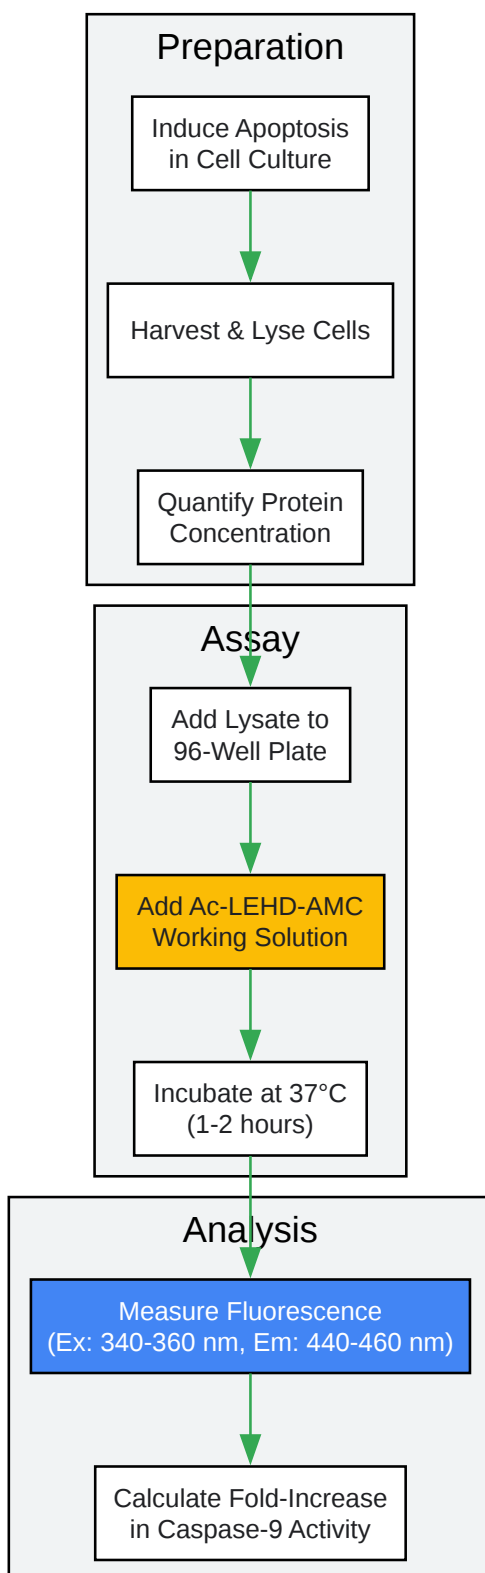 Preparation
Induce Apoptosis
in Cell Culture
Harvest & Lyse Cells
Quantify Protein
Concentration
Assay
Add Lysate to
96-Well Plate
Add Ac-LEHD-AMC
Working Solution
Incubate at 37°C
(1-2 hours)
Analysis
Measure Fluorescence
(Ex: 340-360 nm, Em: 440-460 nm)
Calculate Fold-Increase
in Caspase-9 Activity